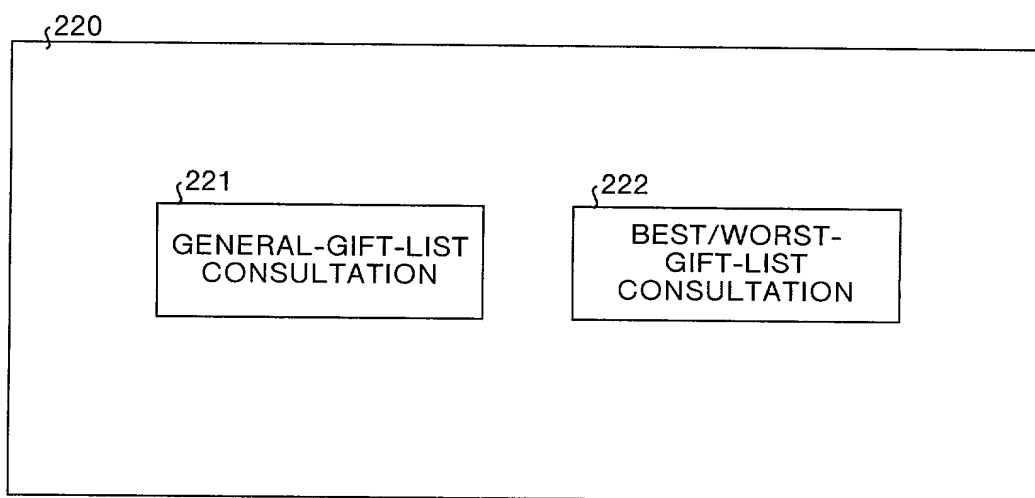 220
221
GENERAL-GIFT-LIST
CONSULTATION
222
BEST/WORST-
GIFT-LIST
CONSULTATION